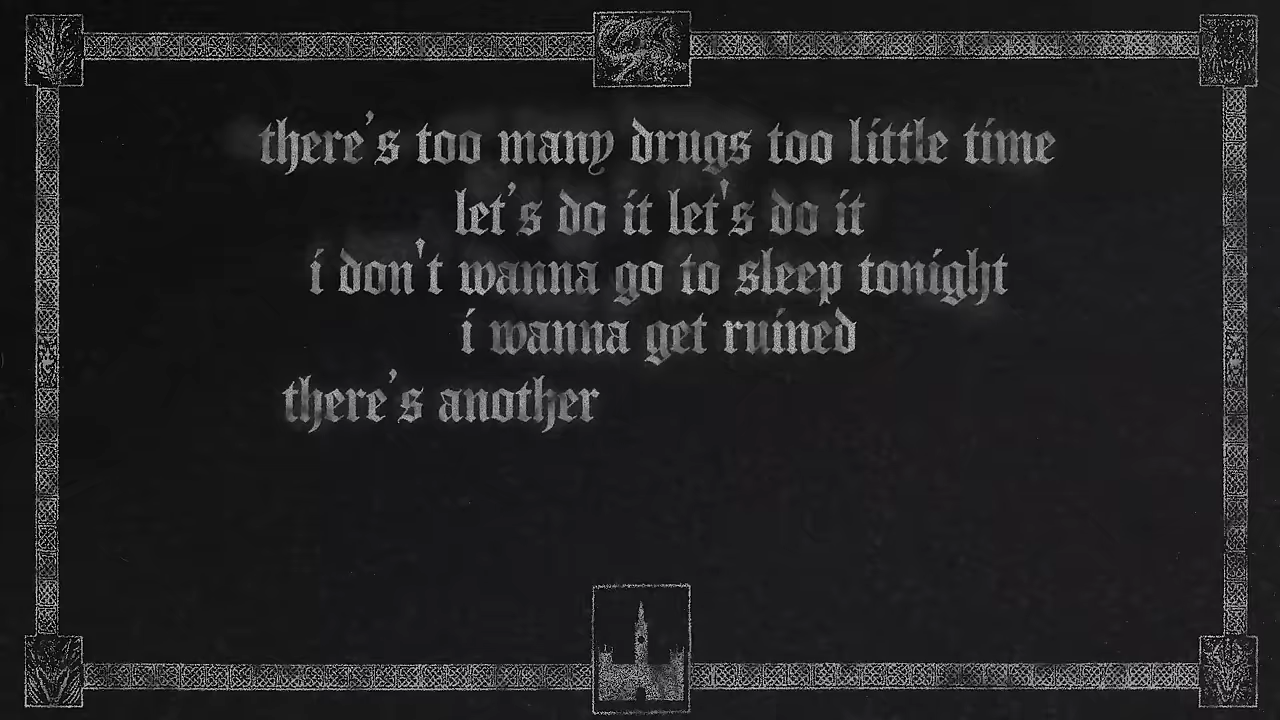 there's too many drugs too little time
let's do it let's do it
i don't wanna go to sleep tonight
i wanna get ruined
there's another